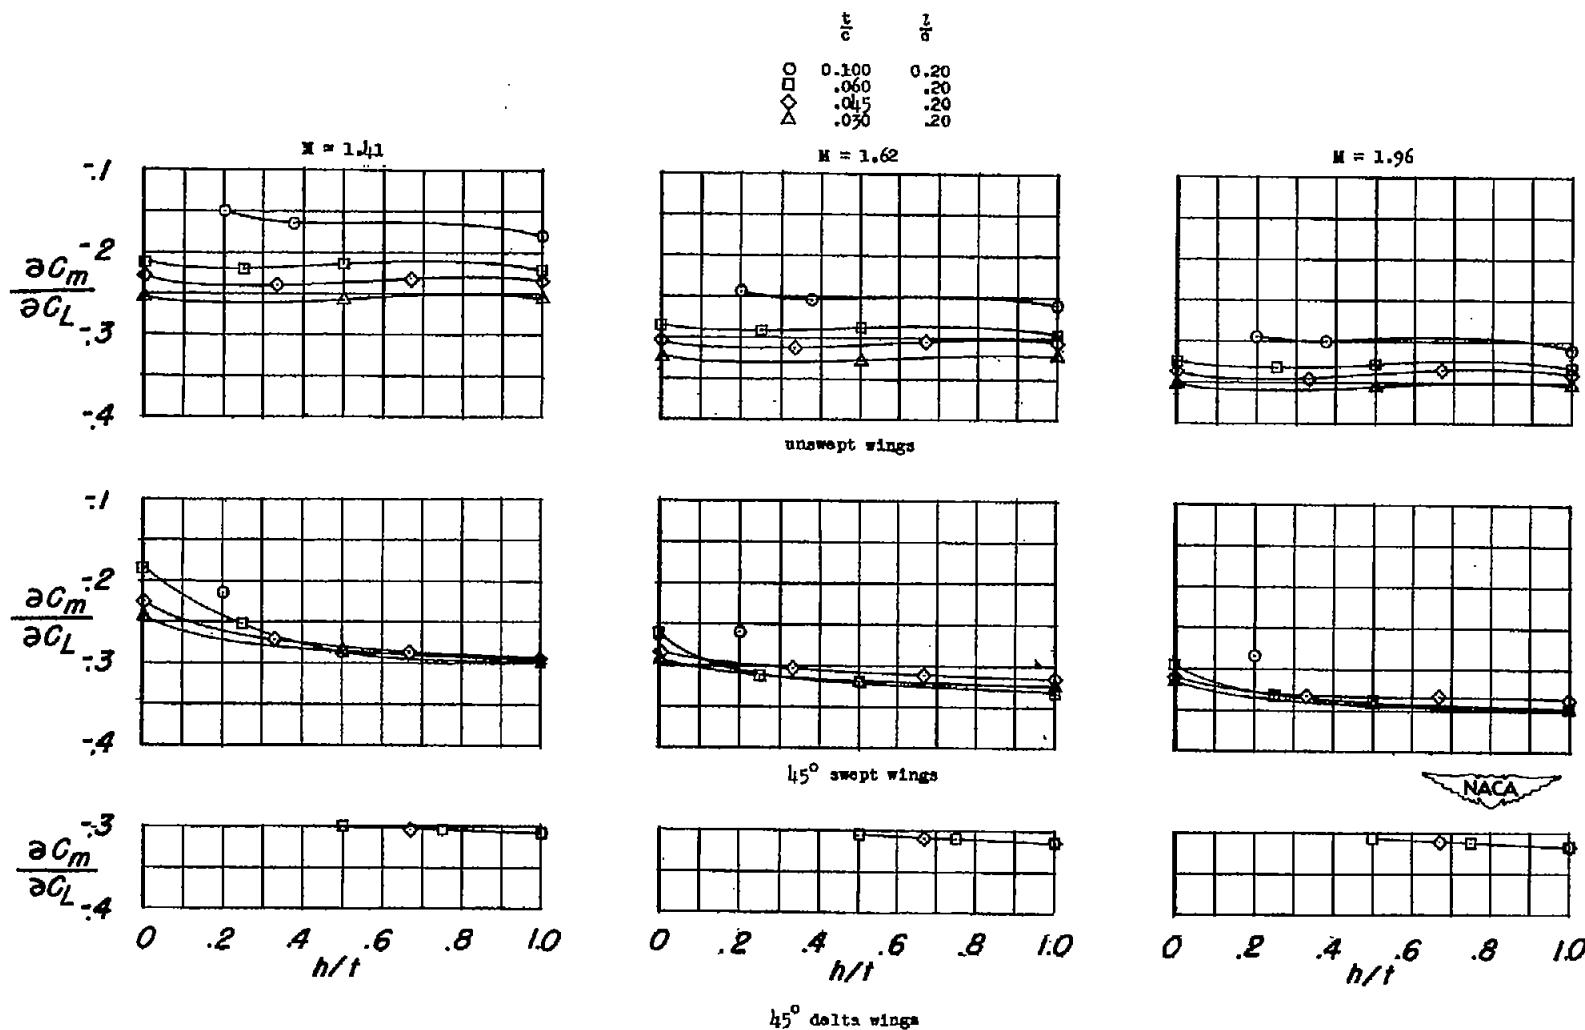 t/c l/c
○ 0.100 0.20
□ .060 .20
◇ .045 .20
△ .030 .20
M = 1.41 M = 1.62 M = 1.96
-.1
-.2
∂Cm/∂CL
-.3
-.4
unswept wings
-.1
-.2
∂Cm/∂CL
-.3
-.4
45° swept wings
NACA
-.3
∂Cm/∂CL
-.4
0 .2 .4 .6 .8 1.0 0 .2 .4 .6 .8 1.0 0 .2 .4 .6 .8 1.0
h/t h/t h/t
45° delta wings